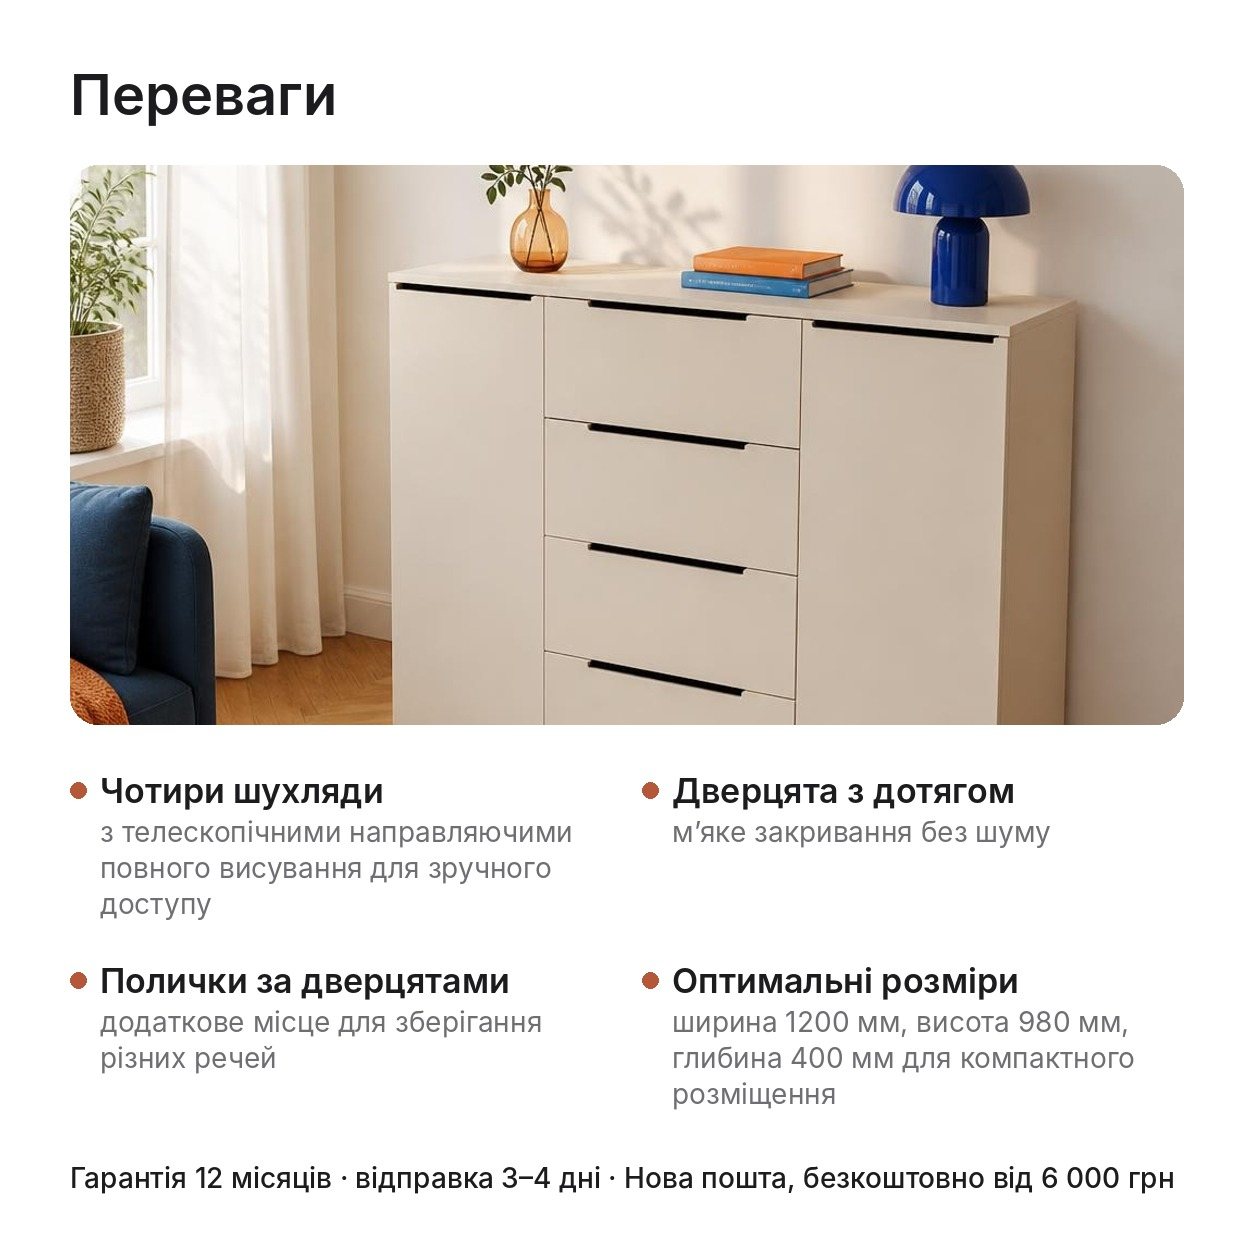 Переваги
Чотири шухляди
з телескопічними направляючими
повного висування для зручного
доступу
Дверцята з дотягом
м’яке закривання без шуму
Полички за дверцятами
додаткове місце для зберігання
різних речей
Оптимальні розміри
ширина 1200 мм, висота 980 мм,
глибина 400 мм для компактного
розміщення
Гарантія 12 місяців · відправка 3–4 дні · Нова пошта, безкоштовно від 6 000 грн